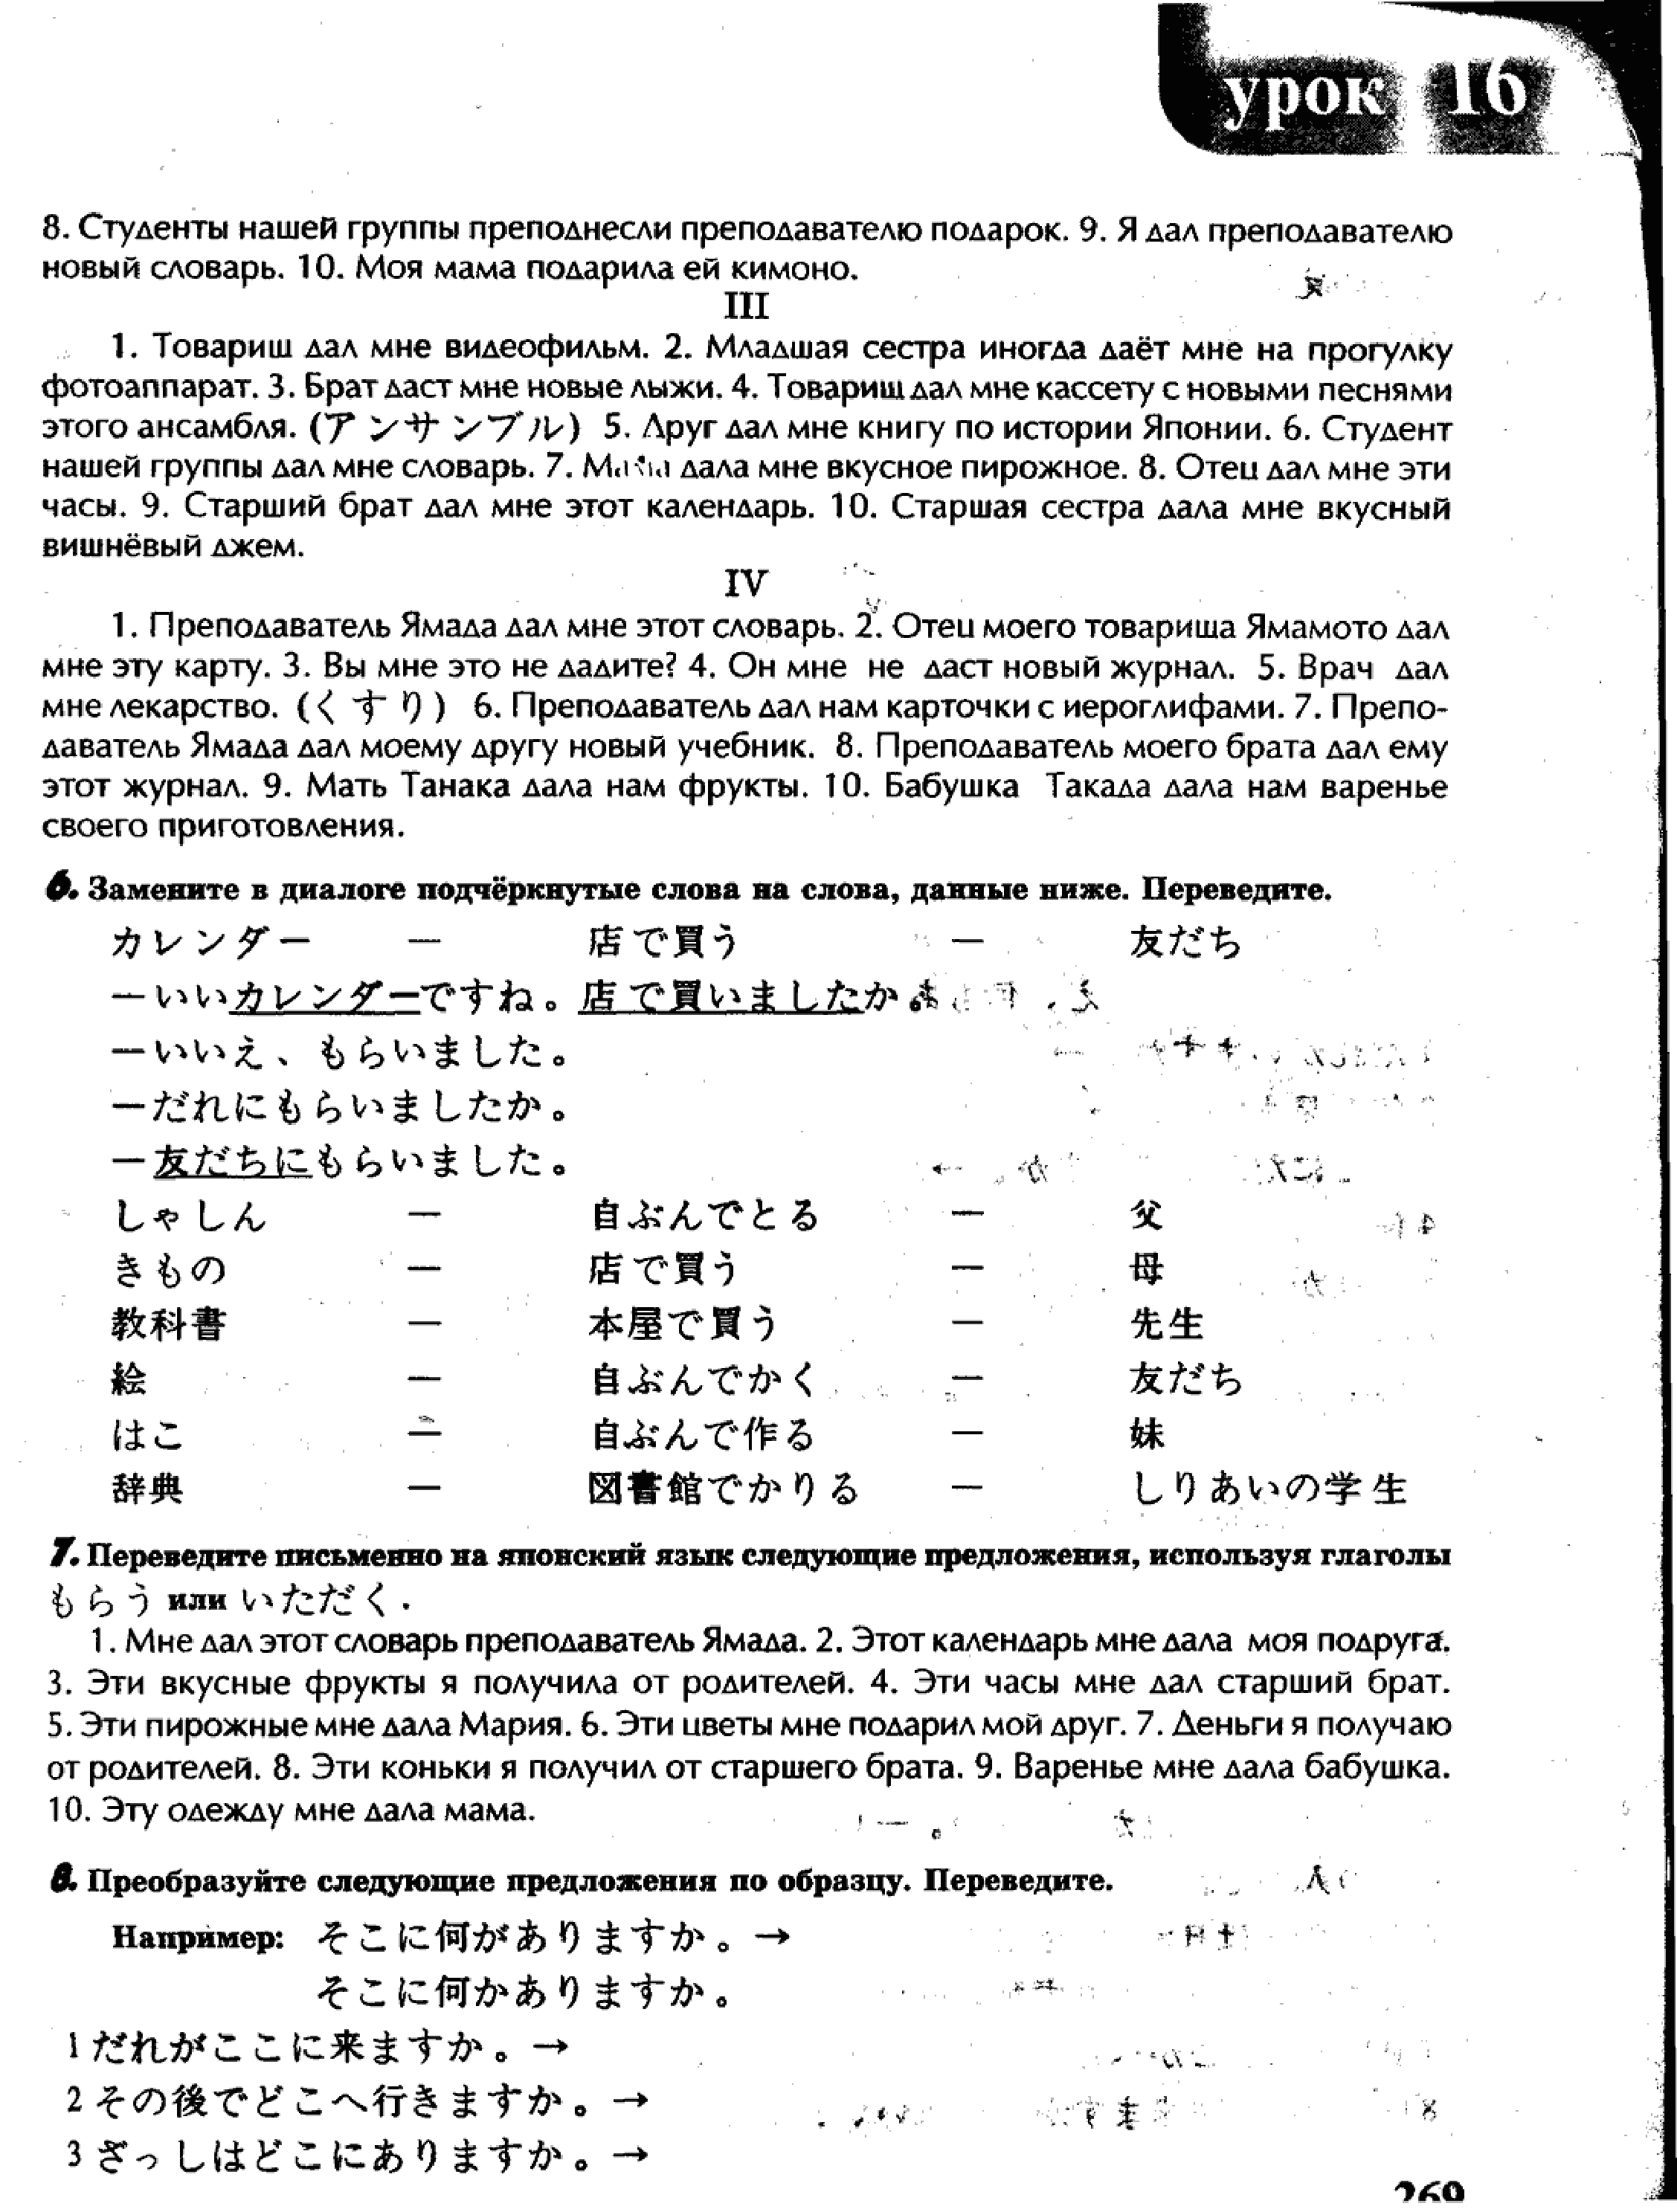 урок 16
8. Студенты нашей группы преподнесли преподавателю подарок. 9. Я дал преподавателю
новый словарь. 10. Моя мама подарила ей кимоно.
III
1. Товарищ дал мне видеофильм. 2. Младшая сестра иногда даёт мне на прогулку
фотоаппарат. 3. Брат даст мне новые лыжи. 4. Товарищ дал мне кассету с новыми песнями
этого ансамбля. (アンサンブル) 5. Друг дал мне книгу по истории Японии. 6. Студент
нашей группы дал мне словарь. 7. дала мне вкусное пирожное. 8. Отец дал мне эти
часы. 9. Старший брат дал мне этот календарь. 10. Старшая сестра дала мне вкусный
вишнёвый джем.
IV
1. Преподаватель Ямада дал мне этот словарь. 2. Отец моего товарища Ямамото дал
мне эту карту. 3. Вы мне это не дадите? 4. Он мне не даст новый журнал. 5. Врач дал
мне лекарство. (くすり) 6. Преподаватель дал нам карточки с иероглифами. 7. Препо-
даватель Ямада дал моему другу новый учебник. 8. Преподаватель моего брата дал ему
этот журнал. 9. Мать Танака дала нам фрукты. 10. Бабушка Такада дала нам варенье
своего приготовления.
6. Замените в диалоге подчёркнутые слова на слова, данные ниже. Переведите.
カレンダー — 店で買う — 友だち
—いいカレンダーですね。店で買いましたか。
—いいえ、もらいました。
—だれにもらいましたか。
—友だちにもらいました。
しゃしん — 自ぶんでとる — 父
きもの — 店で買う — 母
教科書 — 本屋で買う — 先生
絵 — 自ぶんでかく — 友だち
はこ — 自ぶんで作る — 妹
辞典 — 図書館でかりる — しりあいの学生
7. Переведите письменно на японский язык следующие предложения, используя глаголы
もらう или いただく.
1. Мне дал этот словарь преподаватель Ямада. 2. Этот календарь мне дала моя подруга.
3. Эти вкусные фрукты я получила от родителей. 4. Эти часы мне дал старший брат.
5. Эти пирожные мне дала Мария. 6. Эти цветы мне подарил мой друг. 7. Деньги я получаю
от родителей. 8. Эти коньки я получил от старшего брата. 9. Варенье мне дала бабушка.
10. Эту одежду мне дала мама.
8. Преобразуйте следующие предложения по образцу. Переведите.
Например: そこに何がありますか。→
そこに何かありますか。
1 だれがここに来ますか。→
2 その後でどこへ行きますか。→
3 ざっしはどこにありますか。→
269